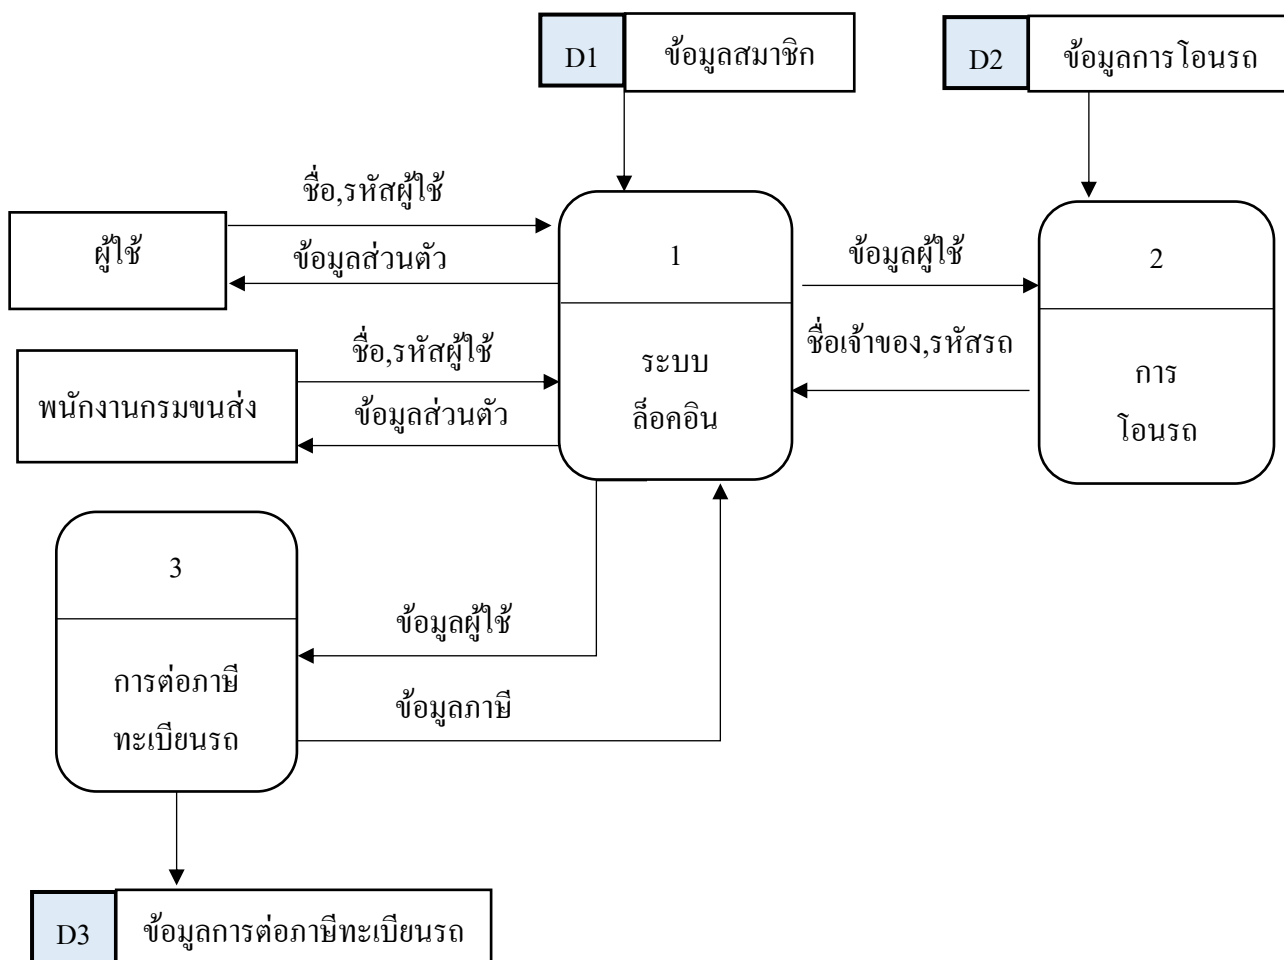 D1
ข้อมูลสมาชิก
D2
ข้อมูลการโอนรถ
ชื่อ,รหัสผู้ใช้
ผู้ใช้
ข้อมูลส่วนตัว
1
ข้อมูลผู้ใช้
2
ชื่อ,รหัสผู้ใช้
ระบบ
ล็อคอิน
ชื่อเจ้าของ,รหัสรถ
การ
โอนรถ
พนักงานกรมขนส่ง
ข้อมูลส่วนตัว
3
ข้อมูลผู้ใช้
การต่อภาษี
ทะเบียนรถ
ข้อมูลภาษี
D3
ข้อมูลการต่อภาษีทะเบียนรถ